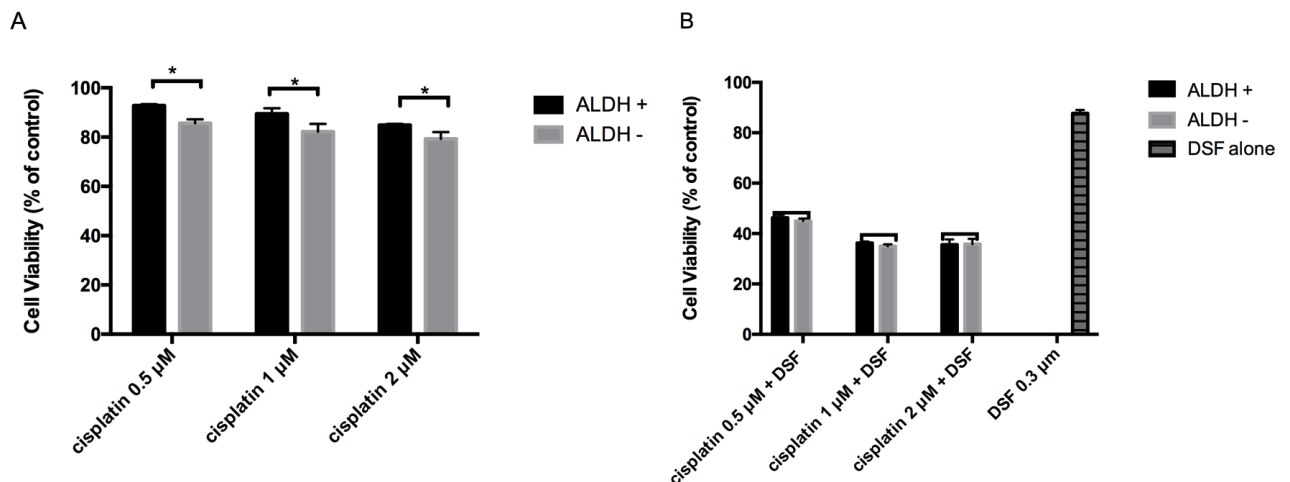 A
Cell Viability (% of control)
100
80
60
40
20
0
*
*
*
cisplatin 0.5 µM
cisplatin 1 µM
cisplatin 2 µM
ALDH +
ALDH -
B
Cell Viability (% of control)
100
80
60
40
20
0
cisplatin 0.5 µM + DSF
cisplatin 1 µM + DSF
cisplatin 2 µM + DSF
DSF 0.3 µm
ALDH +
ALDH -
DSF alone